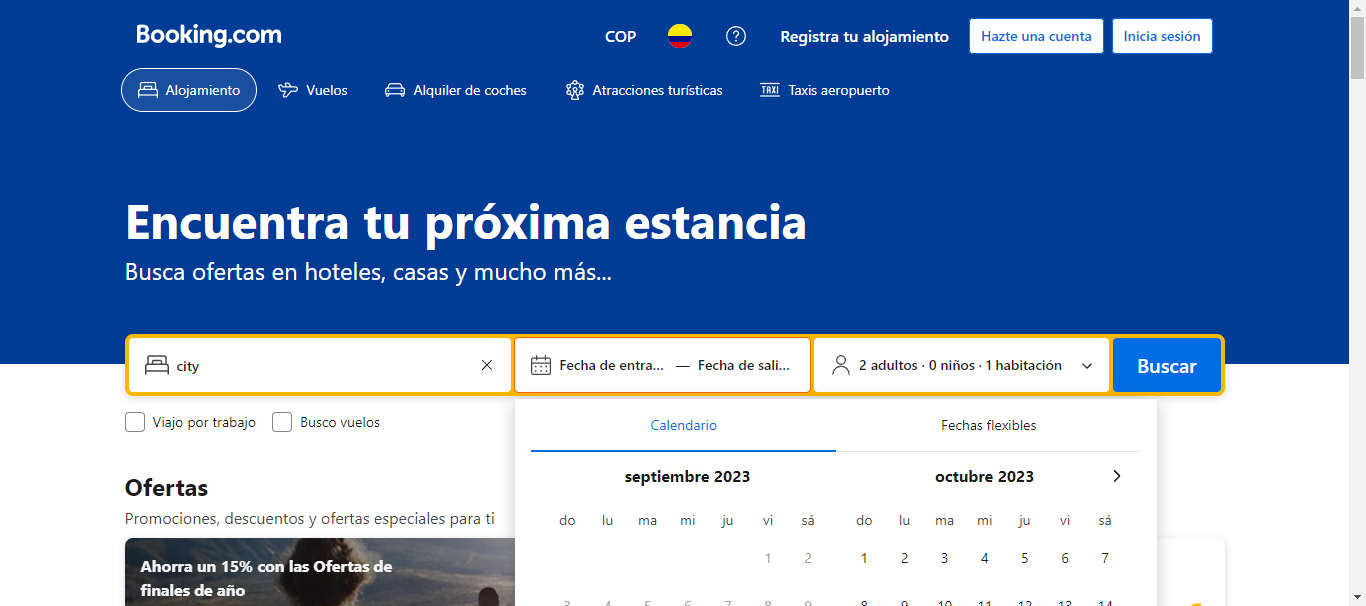 Booking.com
COP
Registra tu alojamiento
Hazte una cuenta
Inicia sesión
Alojamiento
Vuelos
Alquiler de coches
Atracciones turísticas
TAXI
Taxis aeropuerto
Encuentra tu próxima estancia
Busca ofertas en hoteles, casas y mucho más...
city
Fecha de entra... — Fecha de sali...
2 adultos · 0 niños · 1 habitación
Buscar
Viajo por trabajo
Busco vuelos
Calendario
Fechas flexibles
septiembre 2023
do lu ma mi ju vi sá
1 2
3 4 5 6 7 8 9
octubre 2023
do lu ma mi ju vi sá
1 2 3 4 5 6 7
8 9 10 11 12 13 14
Ofertas
Promociones, descuentos y ofertas especiales para ti
Ahorra un 15% con las Ofertas de
finales de año